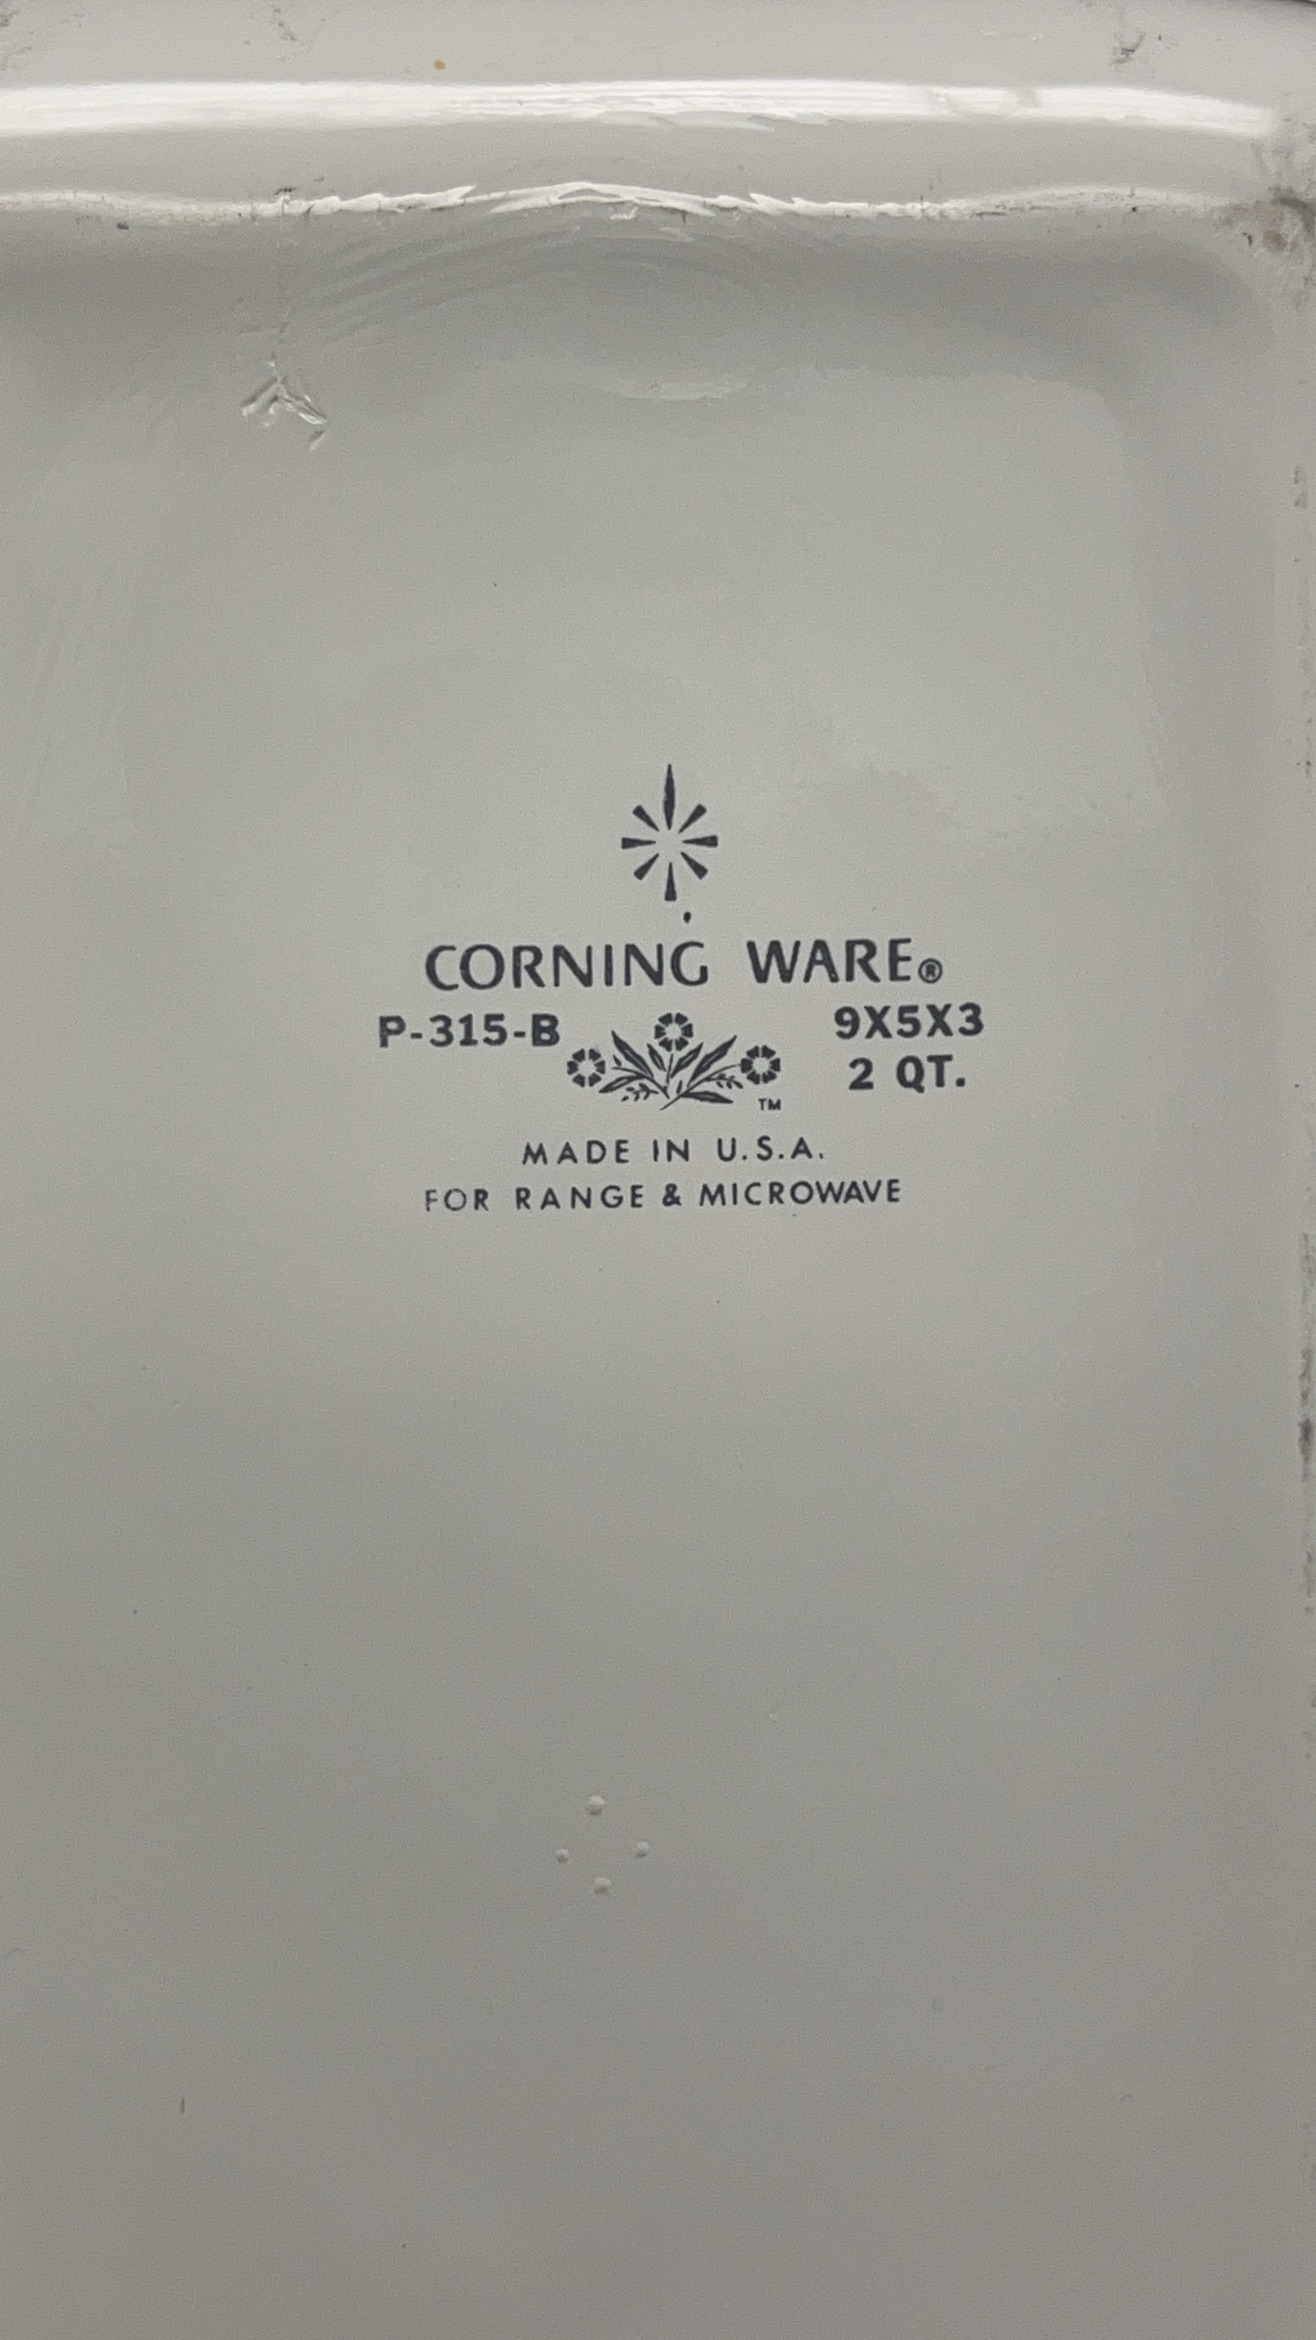 CORNING WARE®
P-315-B 9X5X3
2 QT.
TM
MADE IN U.S.A.
FOR RANGE & MICROWAVE